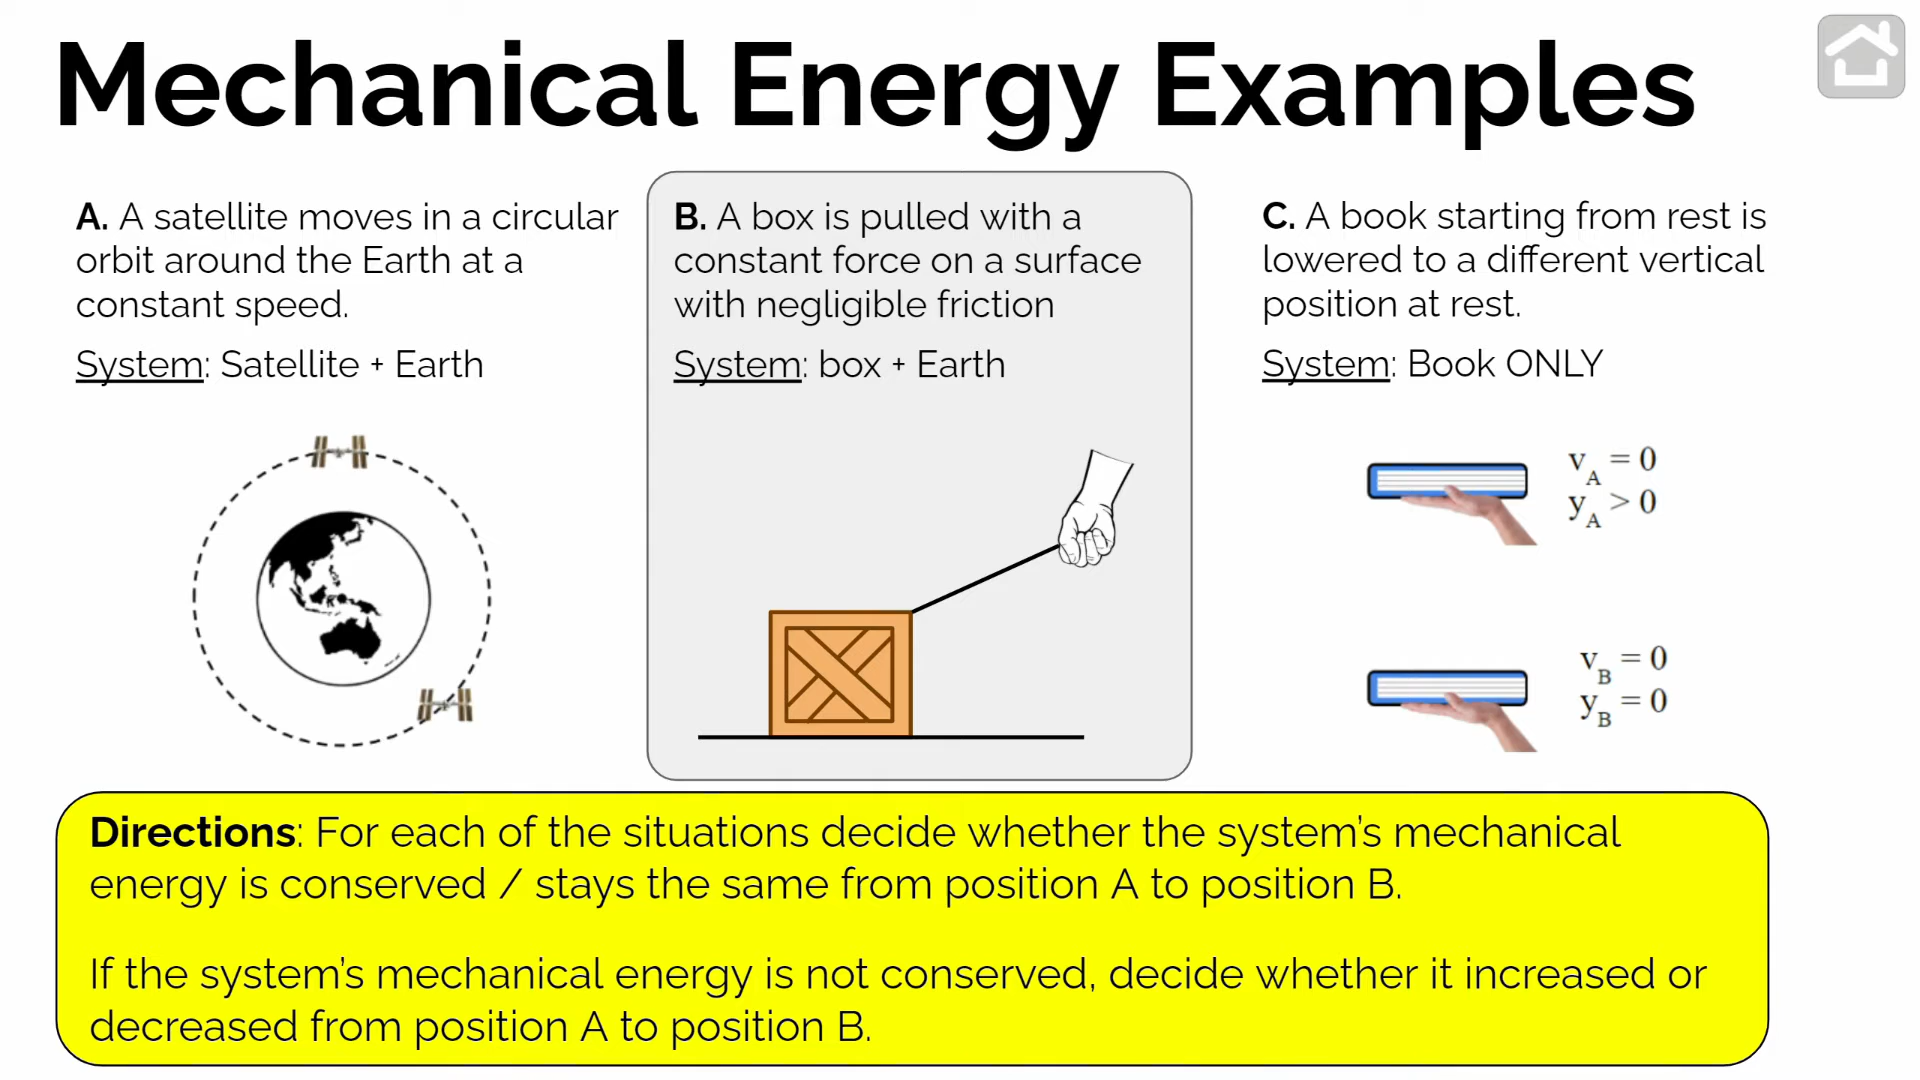 Mechanical Energy Examples
A. A satellite moves in a circular
orbit around the Earth at a
constant speed.
System: Satellite + Earth
B. A box is pulled with a
constant force on a surface
with negligible friction
System: box + Earth
C. A book starting from rest is
lowered to a different vertical
position at rest.
System: Book ONLY
v_A = 0
y_A > 0
v_B = 0
y_B = 0
Directions: For each of the situations decide whether the system’s mechanical
energy is conserved / stays the same from position A to position B.
If the system’s mechanical energy is not conserved, decide whether it increased or
decreased from position A to position B.